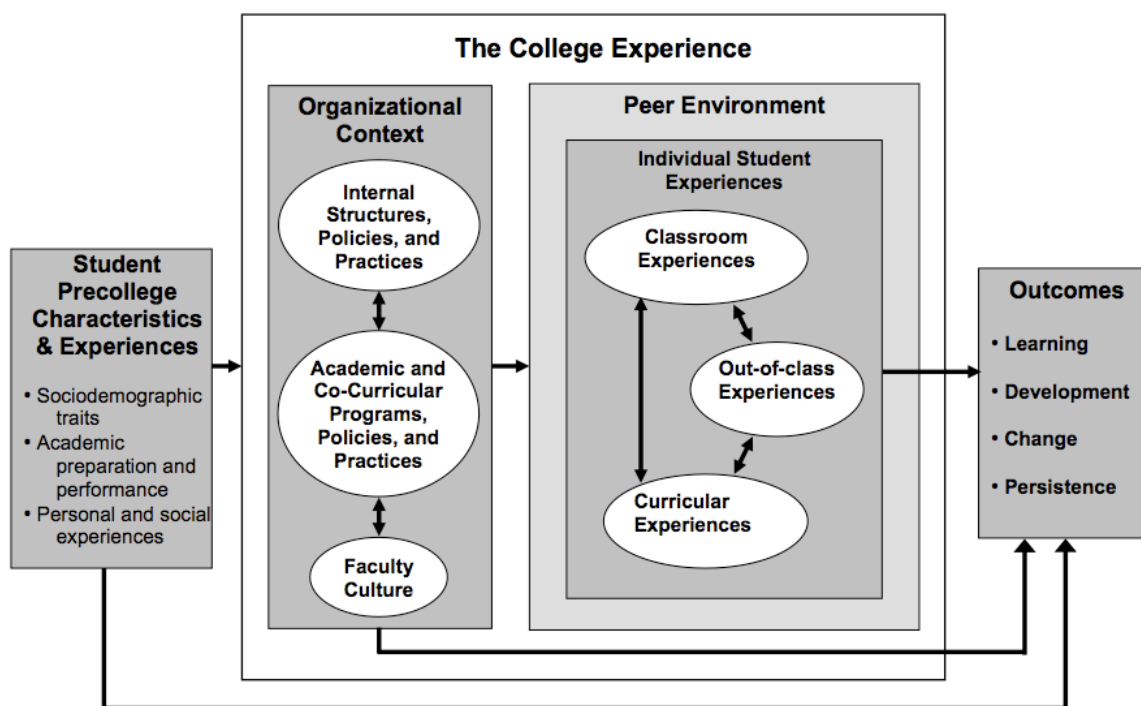 The College Experience
Student
Precollege
Characteristics
& Experiences
• Sociodemographic
traits
• Academic
preparation and
performance
• Personal and social
experiences
Organizational
Context
Internal
Structures,
Policies, and
Practices
Academic and
Co-Curricular
Programs,
Policies, and
Practices
Faculty
Culture
Peer Environment
Individual Student
Experiences
Classroom
Experiences
Out-of-class
Experiences
Curricular
Experiences
Outcomes
• Learning
• Development
• Change
• Persistence